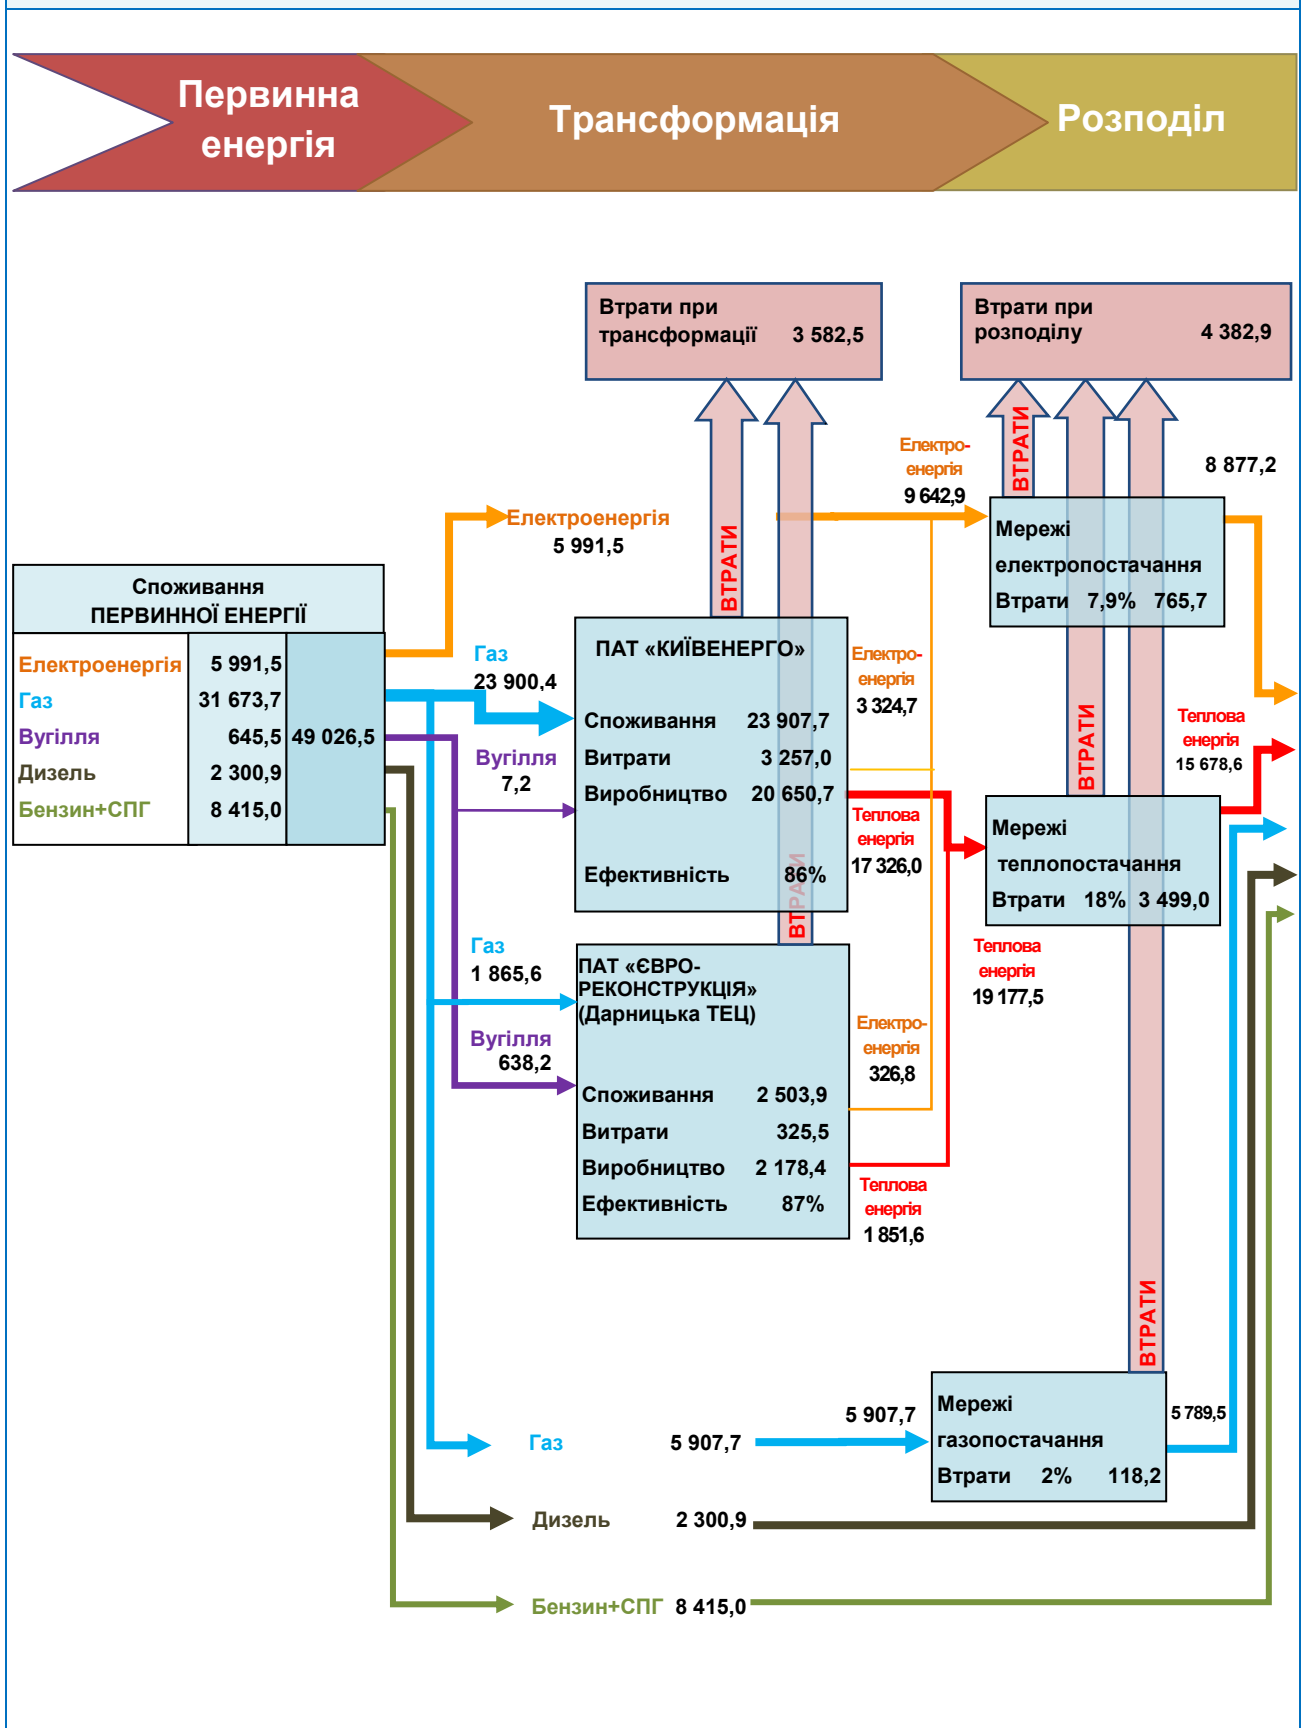 Первинна
енергія
Трансформація
Розподіл
Втрати при
трансформації 3 582,5
Втрати при
розподілу 4 382,9
ВТРАТИ
ВТРАТИ
ВТРАТИ
ВТРАТИ
ВТРАТИ
Електро-
енергія
9 642,9
8 877,2
Електроенергія
5 991,5
Мережі
електропостачання
Втрати 7,9% 765,7
Споживання
ПЕРВИННОЇ ЕНЕРГІЇ
Електроенергія 5 991,5
Газ 31 673,7
Вугілля 645,5 49 026,5
Дизель 2 300,9
Бензин+СПГ 8 415,0
Газ
23 900,4
Вугілля
7,2
ПАТ «КИЇВЕНЕРГО»
Споживання 23 907,7
Витрати 3 257,0
Виробництво 20 650,7
Ефективність 86%
Електро-
енергія
3 324,7
Теплова
енергія
17 326,0
Теплова
енергія
15 678,6
Мережі
теплопостачання
Втрати 18% 3 499,0
Теплова
енергія
19 177,5
Газ
1 865,6
Вугілля
638,2
ПАТ «ЄВРО-
РЕКОНСТРУКЦІЯ»
(Дарницька ТЕЦ)
Споживання 2 503,9
Витрати 325,5
Виробництво 2 178,4
Ефективність 87%
Електро-
енергія
326,8
Теплова
енергія
1 851,6
Газ 5 907,7
5 907,7
Мережі
газопостачання
Втрати 2% 118,2
5 789,5
Дизель 2 300,9
Бензин+СПГ 8 415,0